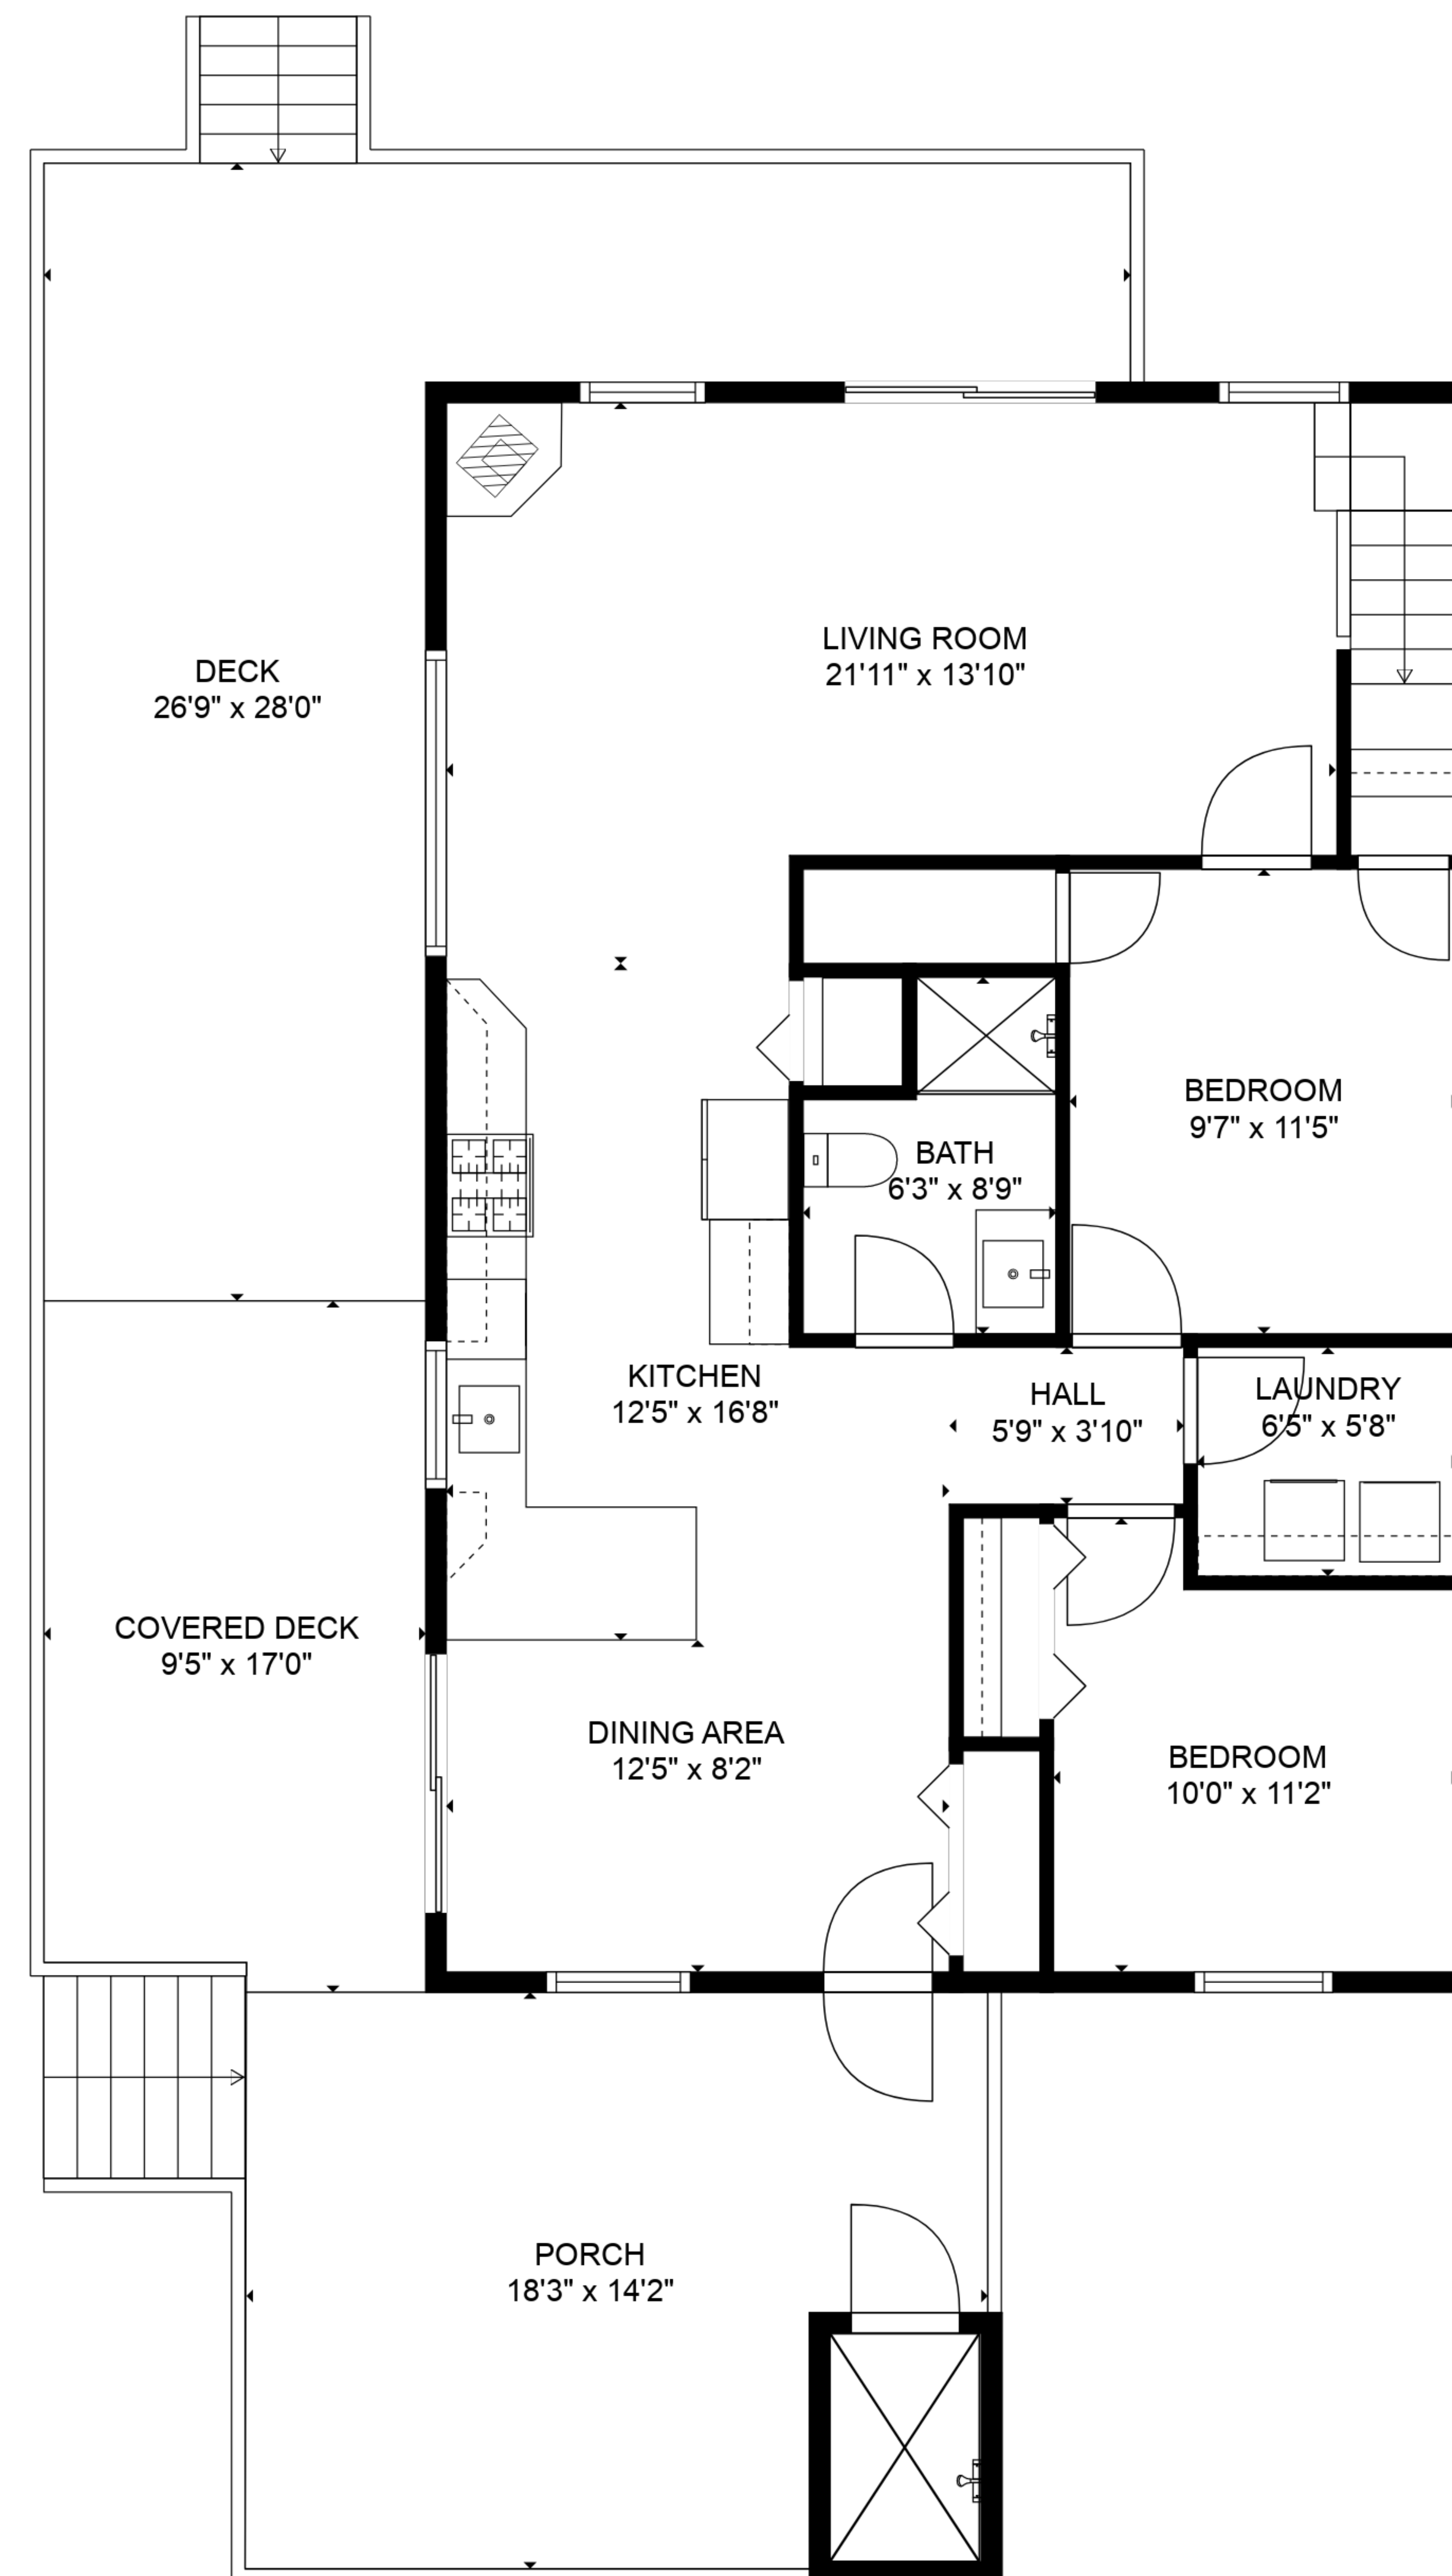 LIVING ROOM
21'11" x 13'10"
DECK
26'9" x 28'0"
BEDROOM
9'7" x 11'5"
BATH
6'3" x 8'9"
KITCHEN
12'5" x 16'8"
HALL
5'9" x 3'10"
LAUNDRY
6'5" x 5'8"
COVERED DECK
9'5" x 17'0"
DINING AREA
12'5" x 8'2"
BEDROOM
10'0" x 11'2"
PORCH
18'3" x 14'2"